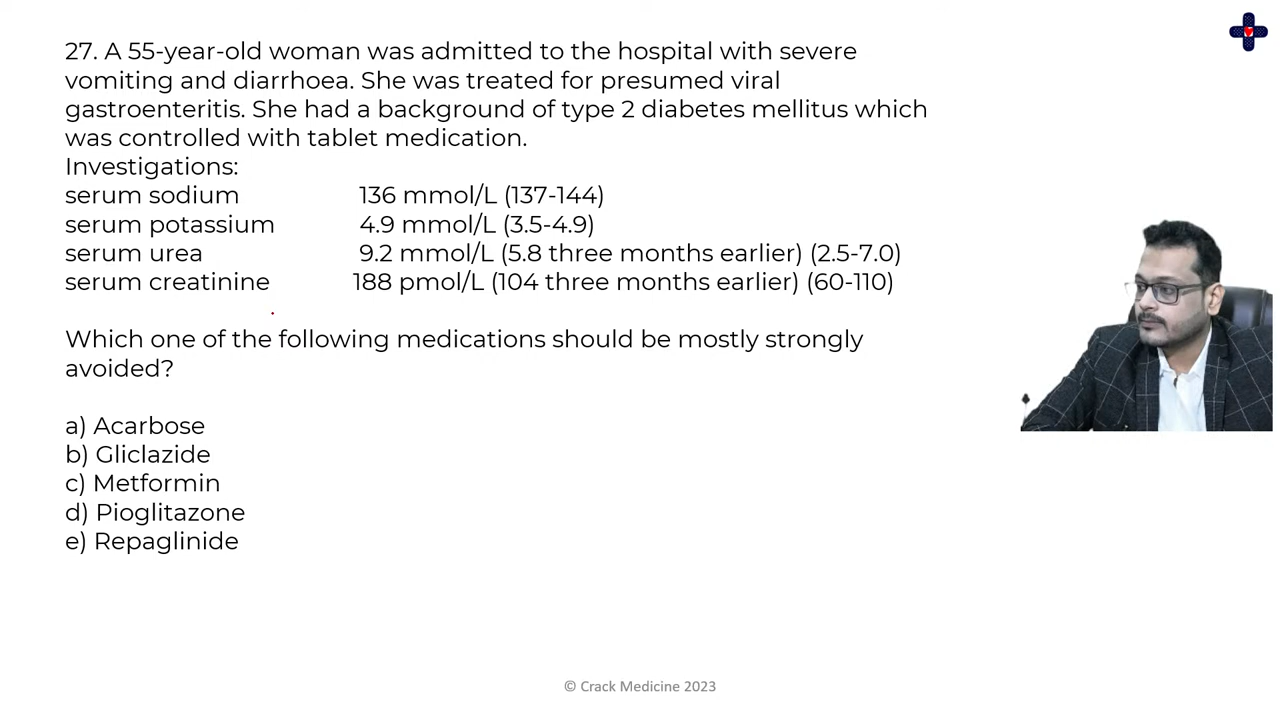 27. A 55-year-old woman was admitted to the hospital with severe
vomiting and diarrhoea. She was treated for presumed viral
gastroenteritis. She had a background of type 2 diabetes mellitus which
was controlled with tablet medication.
Investigations:
serum sodium 136 mmol/L (137-144)
serum potassium 4.9 mmol/L (3.5-4.9)
serum urea 9.2 mmol/L (5.8 three months earlier) (2.5-7.0)
serum creatinine 188 pmol/L (104 three months earlier) (60-110)
Which one of the following medications should be mostly strongly
avoided?
a) Acarbose
b) Gliclazide
c) Metformin
d) Pioglitazone
e) Repaglinide
© Crack Medicine 2023